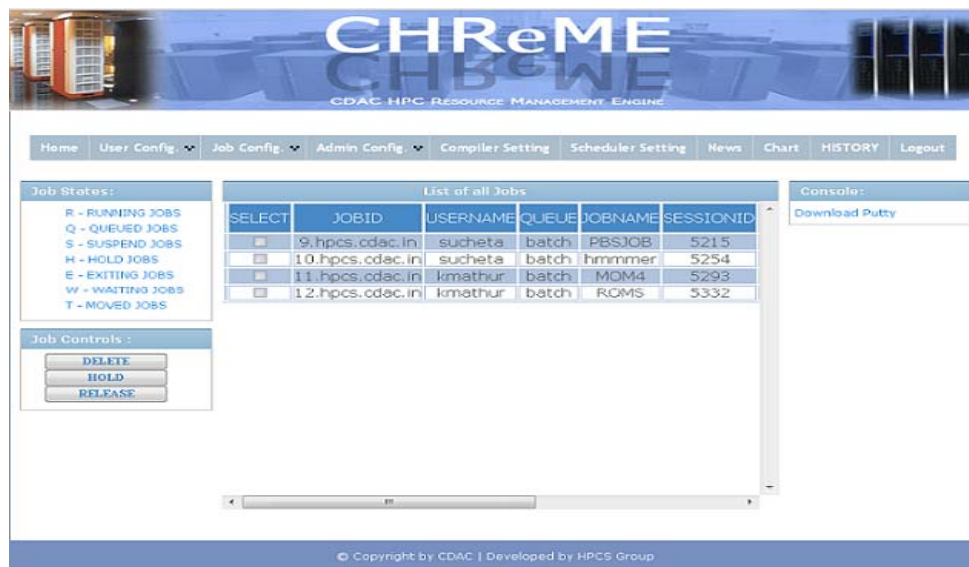 CHReME
CDAC HPC RESOURCE MANAGEMENT ENGINE
Home User Config. Job Config. Admin Config. Compiler Setting Scheduler Setting News Chart HISTORY Logout
Job States:
R - RUNNING JOBS
Q - QUEUED JOBS
S - SUSPEND JOBS
H - HOLD JOBS
E - EXITING JOBS
W - WAITING JOBS
T - MOVED JOBS
Job Controls :
DELETE
HOLD
RELEASE
List of all Jobs
SELECT JOBID USERNAME QUEUE JOBNAME SESSIONID
9.hpcs.cdac.in sucheta batch PBSJOB 5215
10.hpcs.cdac.in sucheta batch hmmmer 5254
11.hpcs.cdac.in kmathur batch MOM4 5293
12.hpcs.cdac.in kmathur batch ROMS 5332
Console:
Download Putty
© Copyright by CDAC | Developed by HPCS Group